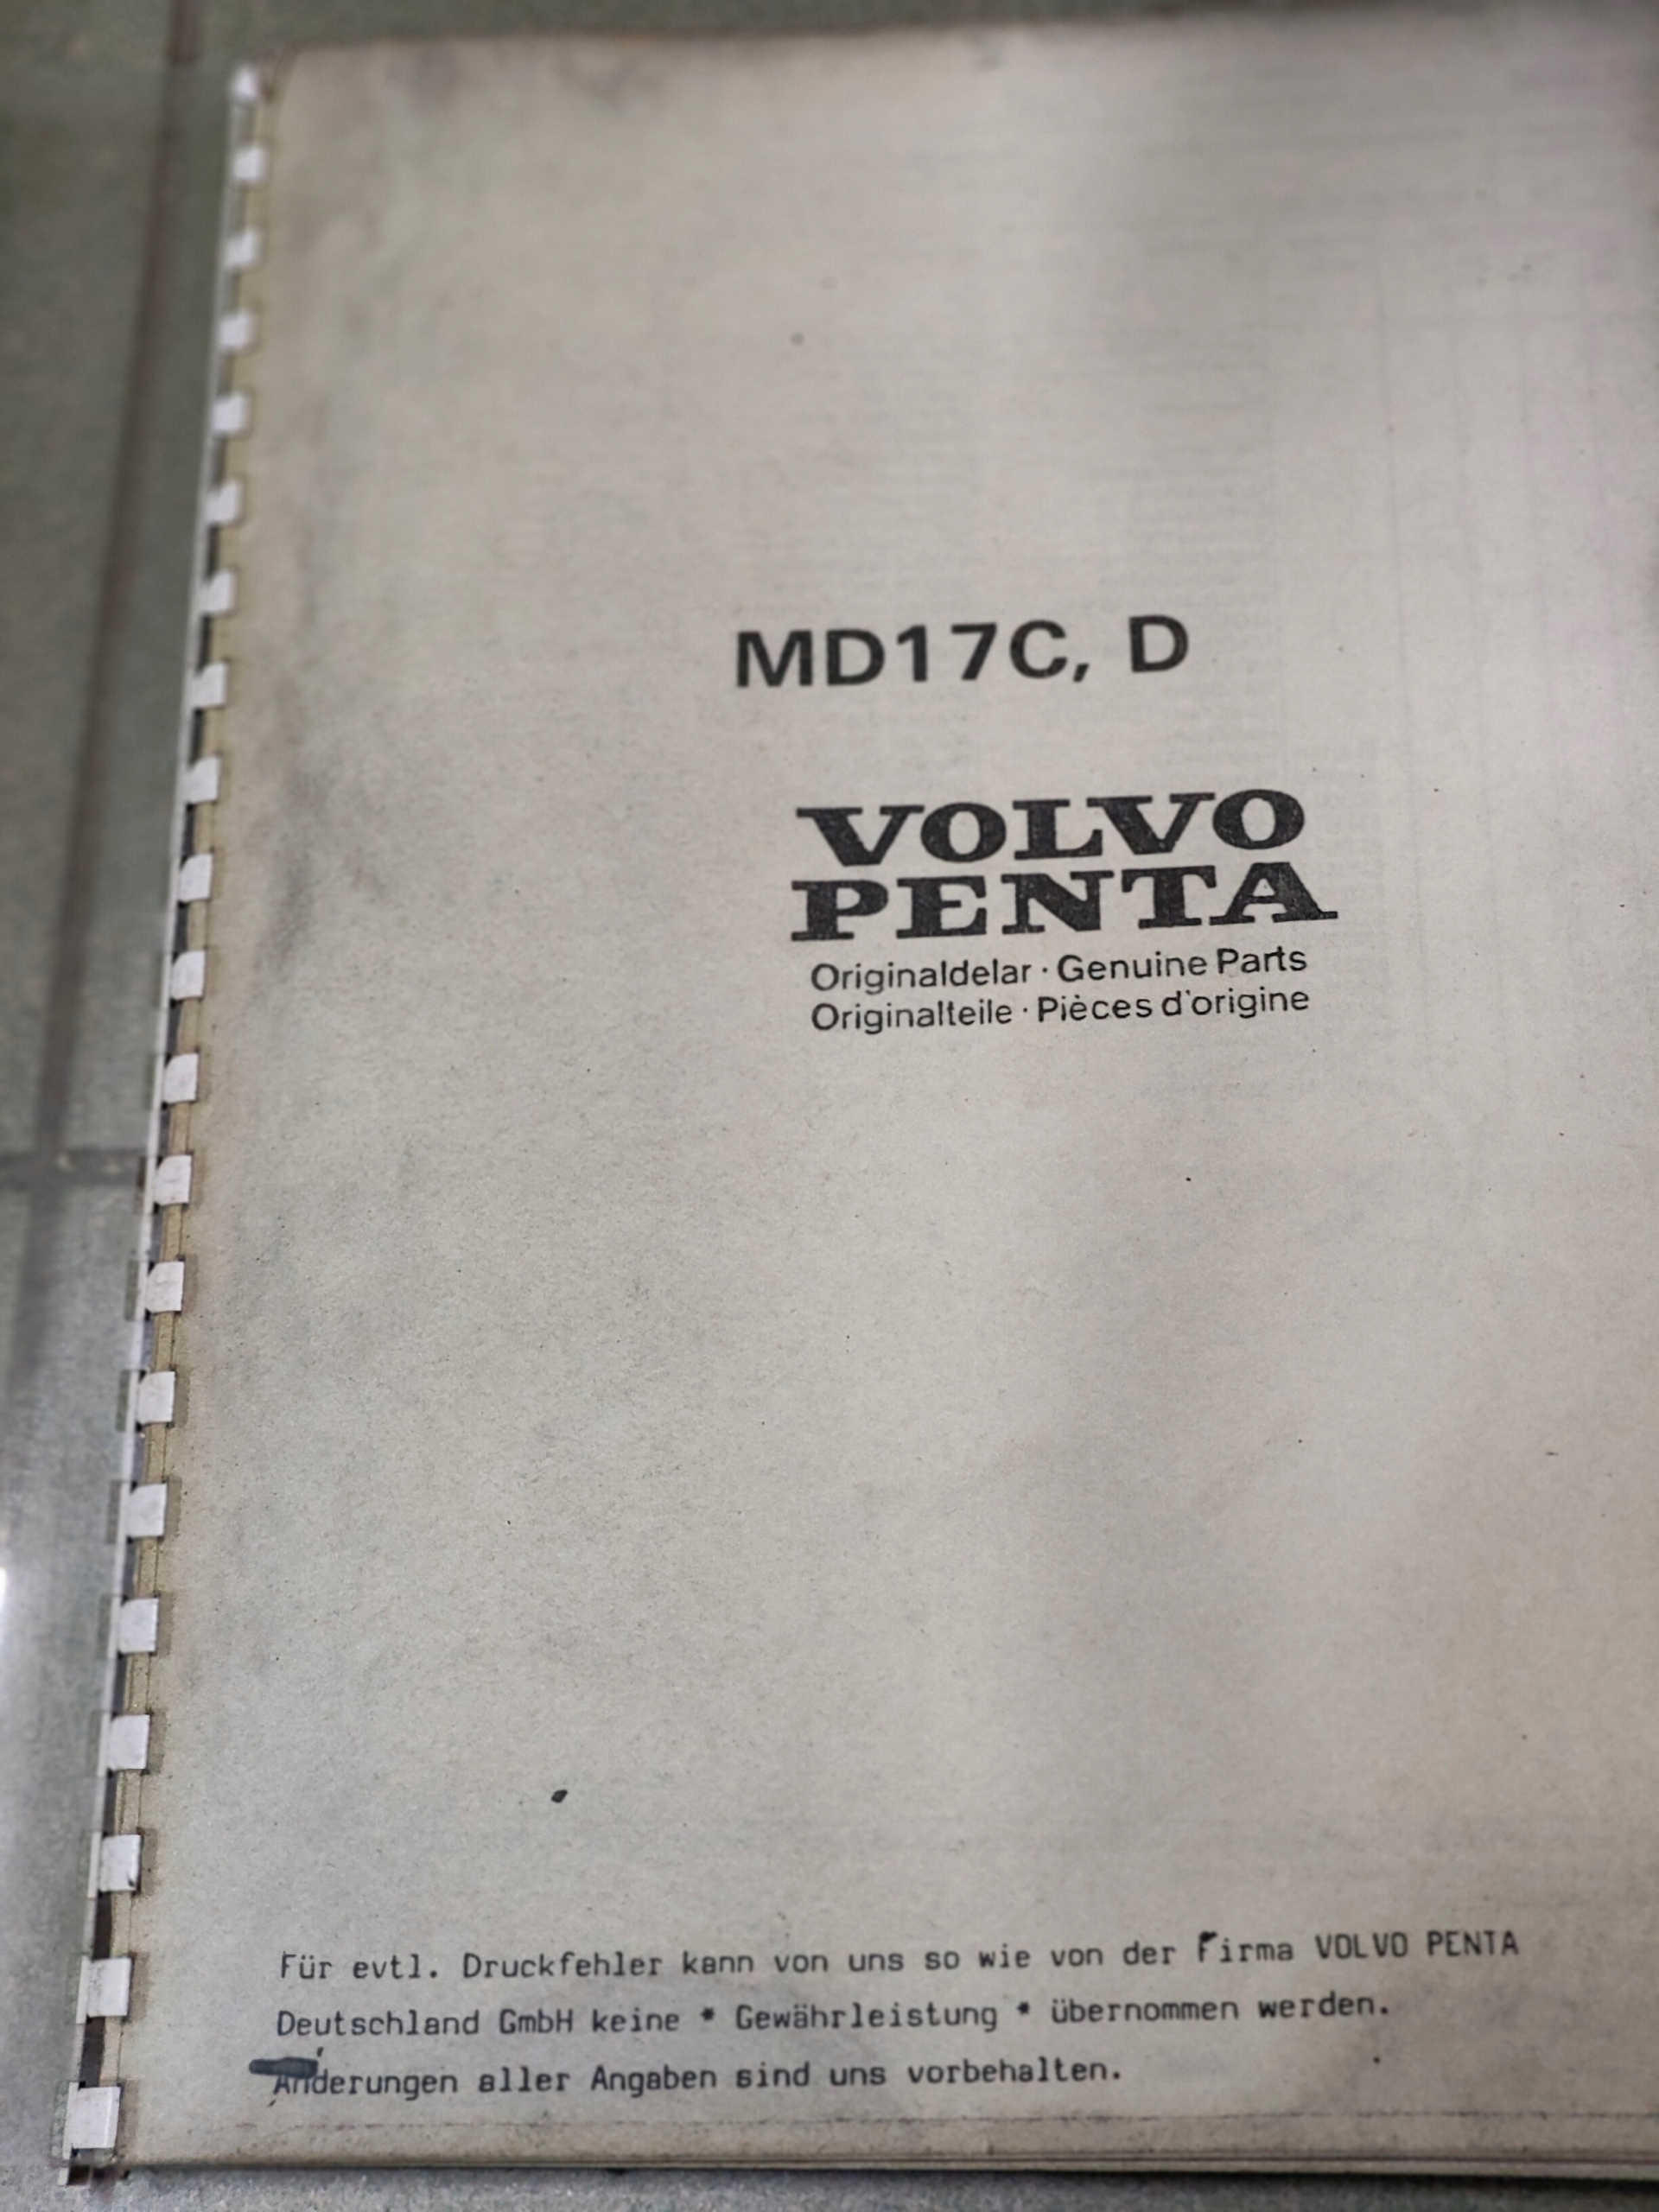 MD17C, D
VOLVO
PENTA
Originaldelar · Genuine Parts
Originalteile · Pièces d'origine
Für evtl. Druckfehler kann von uns so wie von der Firma VOLVO PENTA
Deutschland GmbH keine * Gewährleistung * übernommen werden.
Änderungen aller Angaben sind uns vorbehalten.